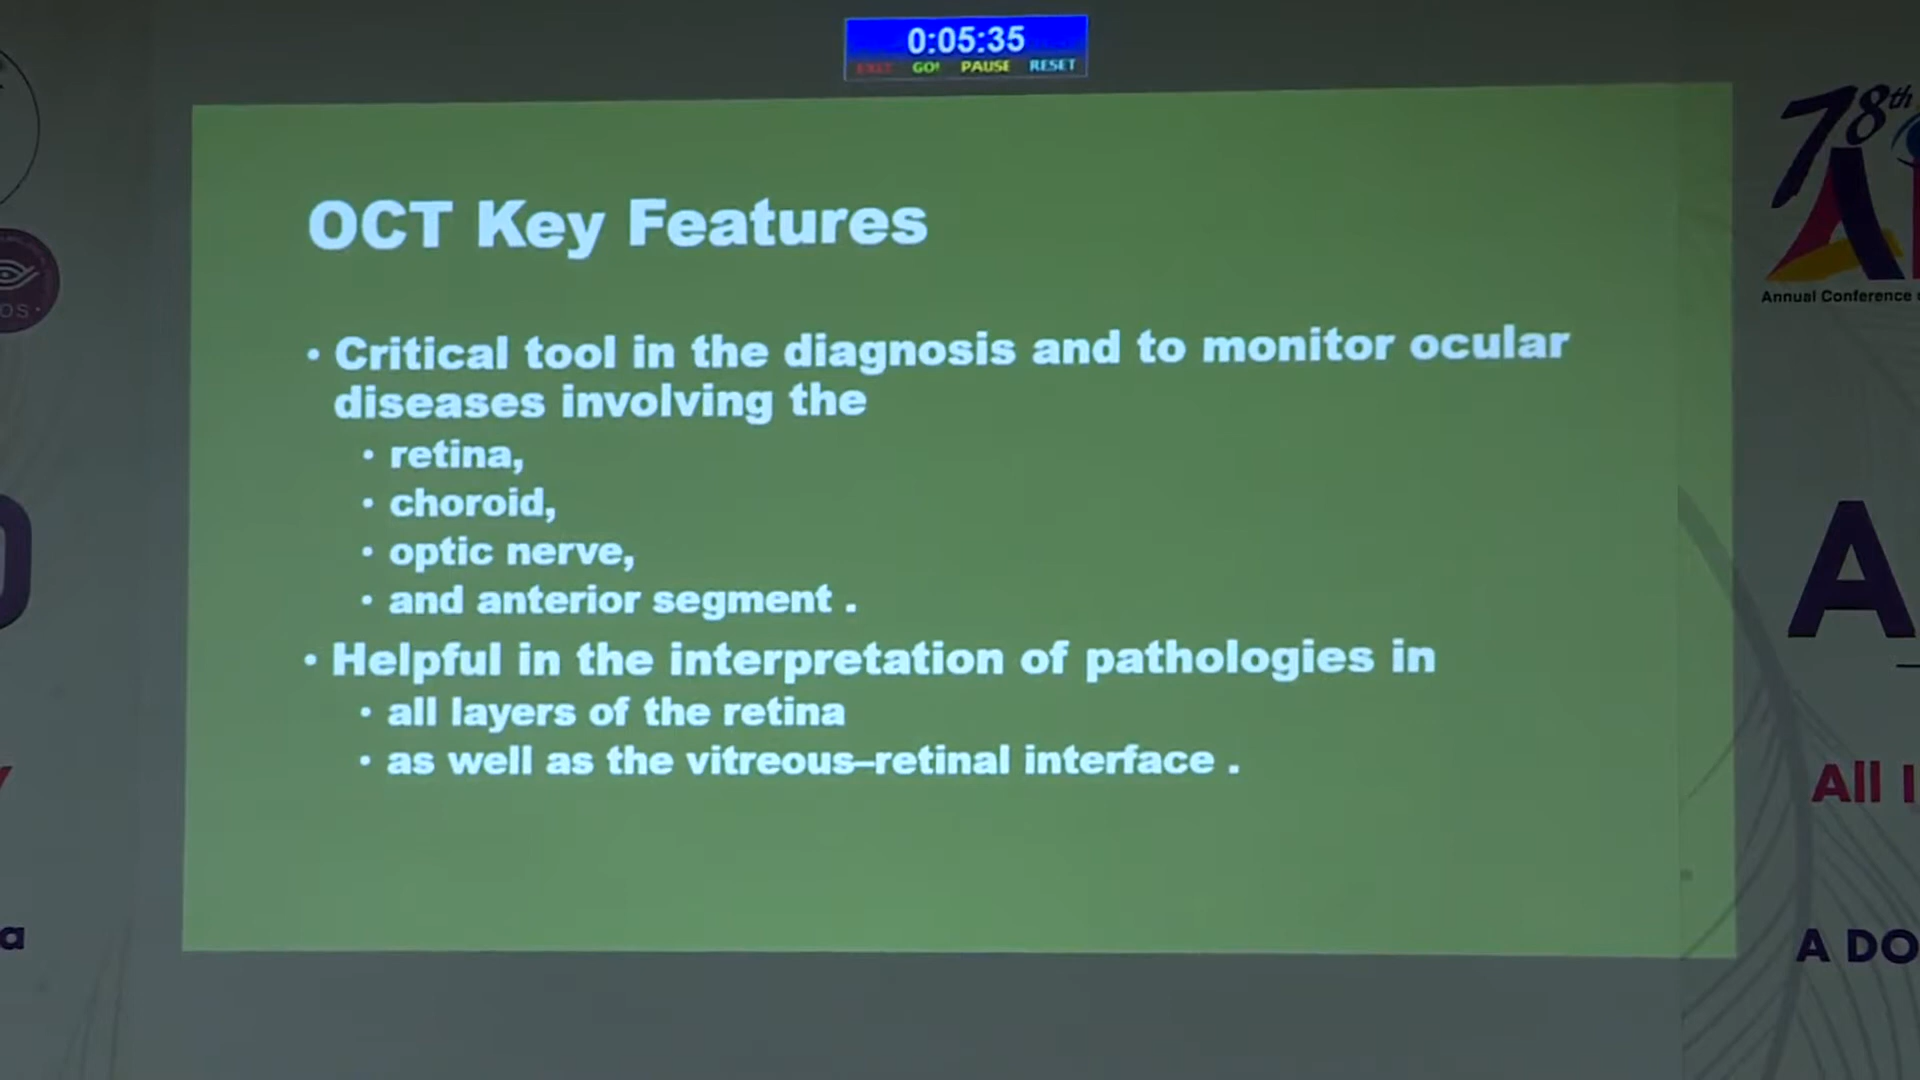 0:05:35
EXIT GO! PAUSE RESET
78th
OCT Key Features
Annual Conference
OS
• Critical tool in the diagnosis and to monitor ocular
diseases involving the
• retina,
• choroid,
• optic nerve,
• and anterior segment .
• Helpful in the interpretation of pathologies in
• all layers of the retina
• as well as the vitreous–retinal interface .
A
All I
a
A DO